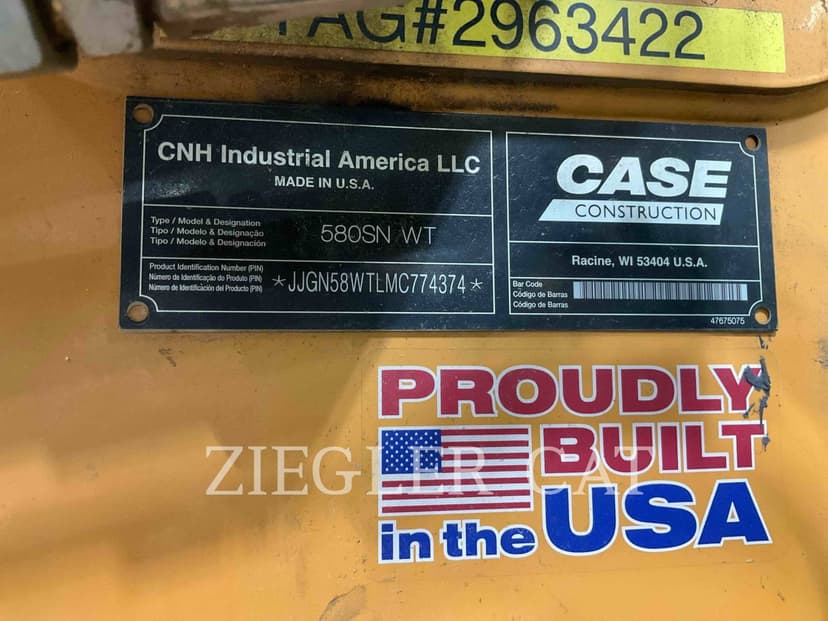 TAG#2963422
CNH Industrial America LLC
MADE IN U.S.A.
Type / Model & Designation
Tipo / Modelo & Designação
Tipo / Modelo & Designación
580SN WT
Product Identification Number (PIN)
Número de Identificação do Produto (PIN)
Número de Identificación del Producto (PIN)
*JJGN58WTLMC774374*
CASE
CONSTRUCTION
Racine, WI 53404 U.S.A.
Bar Code
Código de Barras
Código de Barras
47675075
PROUDLY
BUILT
in the USA
ZIEGLER CAT